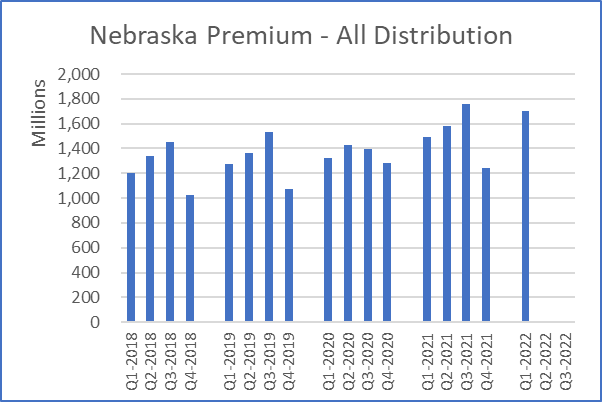 Nebraska Premium - All Distribution
Millions
2,000
1,800
1,600
1,400
1,200
1,000
800
600
400
200
0
Q1-2018
Q2-2018
Q3-2018
Q4-2018
Q1-2019
Q2-2019
Q3-2019
Q4-2019
Q1-2020
Q2-2020
Q3-2020
Q4-2020
Q1-2021
Q2-2021
Q3-2021
Q4-2021
Q1-2022
Q2-2022
Q3-2022